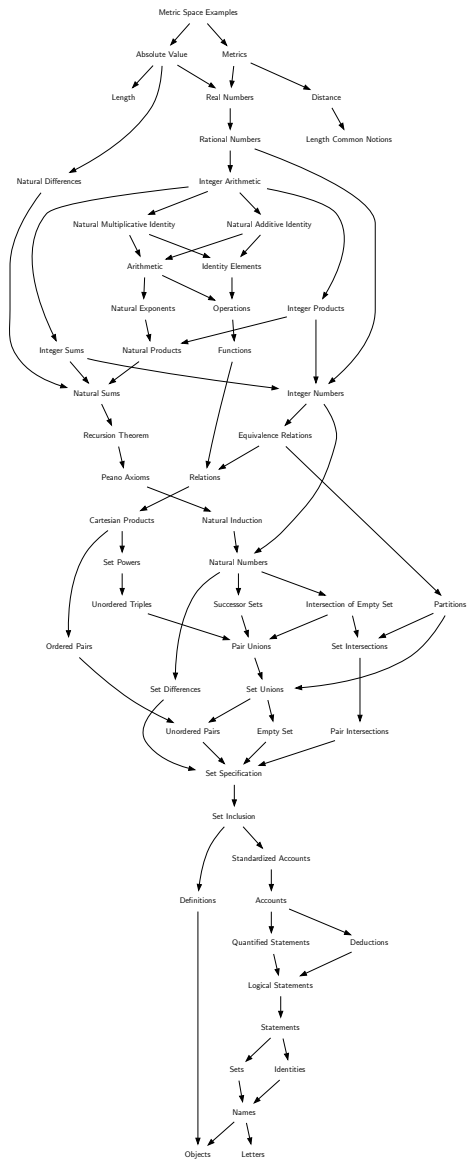 Metric Space Examples
Absolute Value
Metrics
Length
Real Numbers
Distance
Rational Numbers
Length Common Notions
Natural Differences
Integer Arithmetic
Natural Multiplicative Identity
Natural Additive Identity
Arithmetic
Identity Elements
Natural Exponents
Operations
Integer Products
Integer Sums
Natural Products
Functions
Natural Sums
Integer Numbers
Recursion Theorem
Equivalence Relations
Peano Axioms
Relations
Cartesian Products
Natural Induction
Set Powers
Natural Numbers
Unordered Triples
Successor Sets
Intersection of Empty Set
Partitions
Ordered Pairs
Pair Unions
Set Intersections
Set Differences
Set Unions
Unordered Pairs
Empty Set
Pair Intersections
Set Specification
Set Inclusion
Standardized Accounts
Definitions
Accounts
Quantified Statements
Deductions
Logical Statements
Statements
Sets
Identities
Names
Objects
Letters